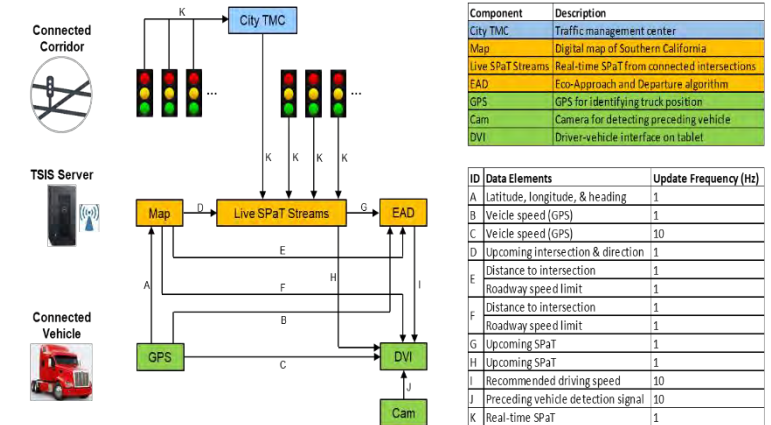 Connected
Corridor
K
City TMC
...
...
K
K
K
K
TSIS Server
Map
D
Live SPaT Streams
G
EAD
E
H
I
A
F
B
Connected
Vehicle
GPS
C
DVI
J
Cam
Component Description
City TMC Traffic management center
Map Digital map of Southern California
Live SPaT Streams Real-time SPaT from connected intersections
EAD Eco-Approach and Departure algorithm
GPS GPS for identifying truck position
Cam Camera for detecting preceding vehicle
DVI Driver-vehicle interface on tablet
ID Data Elements Update Frequency (Hz)
A Latitude, longitude, & heading 1
B Veicle speed (GPS) 1
C Veicle speed (GPS) 10
D Upcoming intersection & direction 1
E Distance to intersection 1
Roadway speed limit 1
F Distance to intersection 1
Roadway speed limit 1
G Upcoming SPaT 1
H Upcoming SPaT 1
I Recommended driving speed 10
J Preceding vehicle detection signal 10
K Real-time SPaT 1